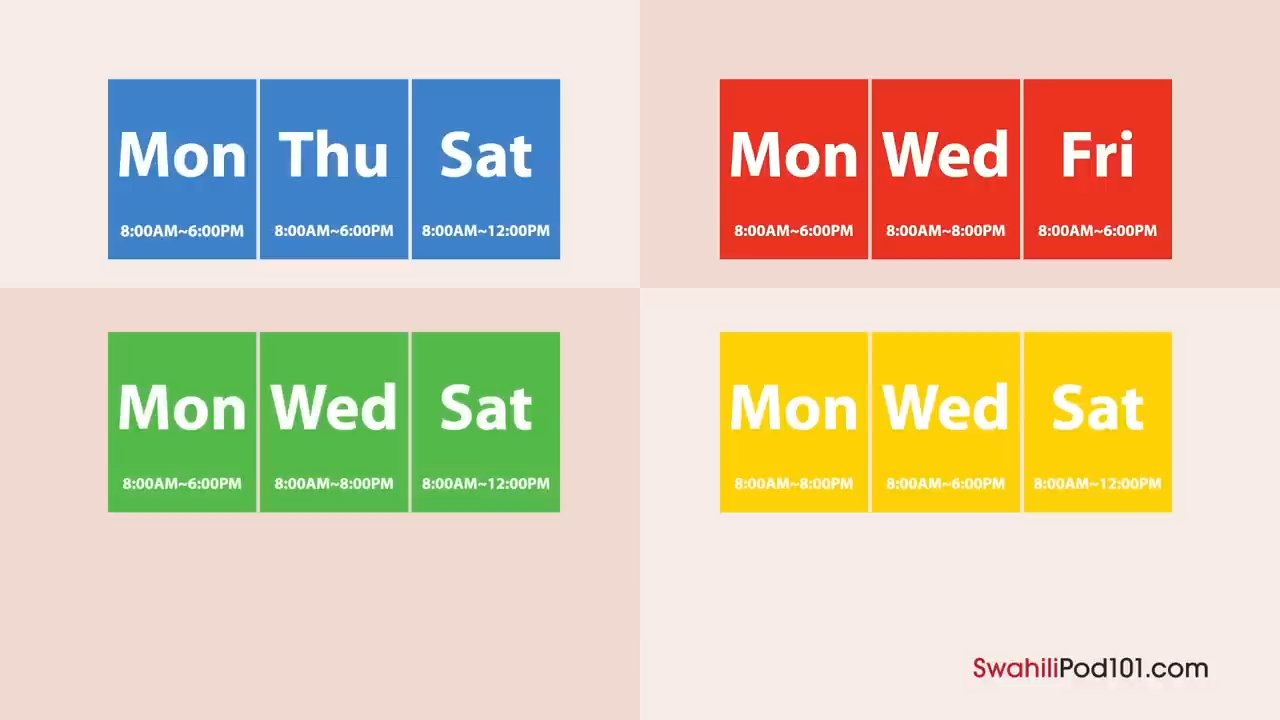 Mon Thu Sat
8:00AM~6:00PM 8:00AM~6:00PM 8:00AM~12:00PM
Mon Wed Fri
8:00AM~6:00PM 8:00AM~8:00PM 8:00AM~6:00PM
Mon Wed Sat
8:00AM~6:00PM 8:00AM~8:00PM 8:00AM~12:00PM
Mon Wed Sat
8:00AM~8:00PM 8:00AM~6:00PM 8:00AM~12:00PM
SwahiliPod101.com